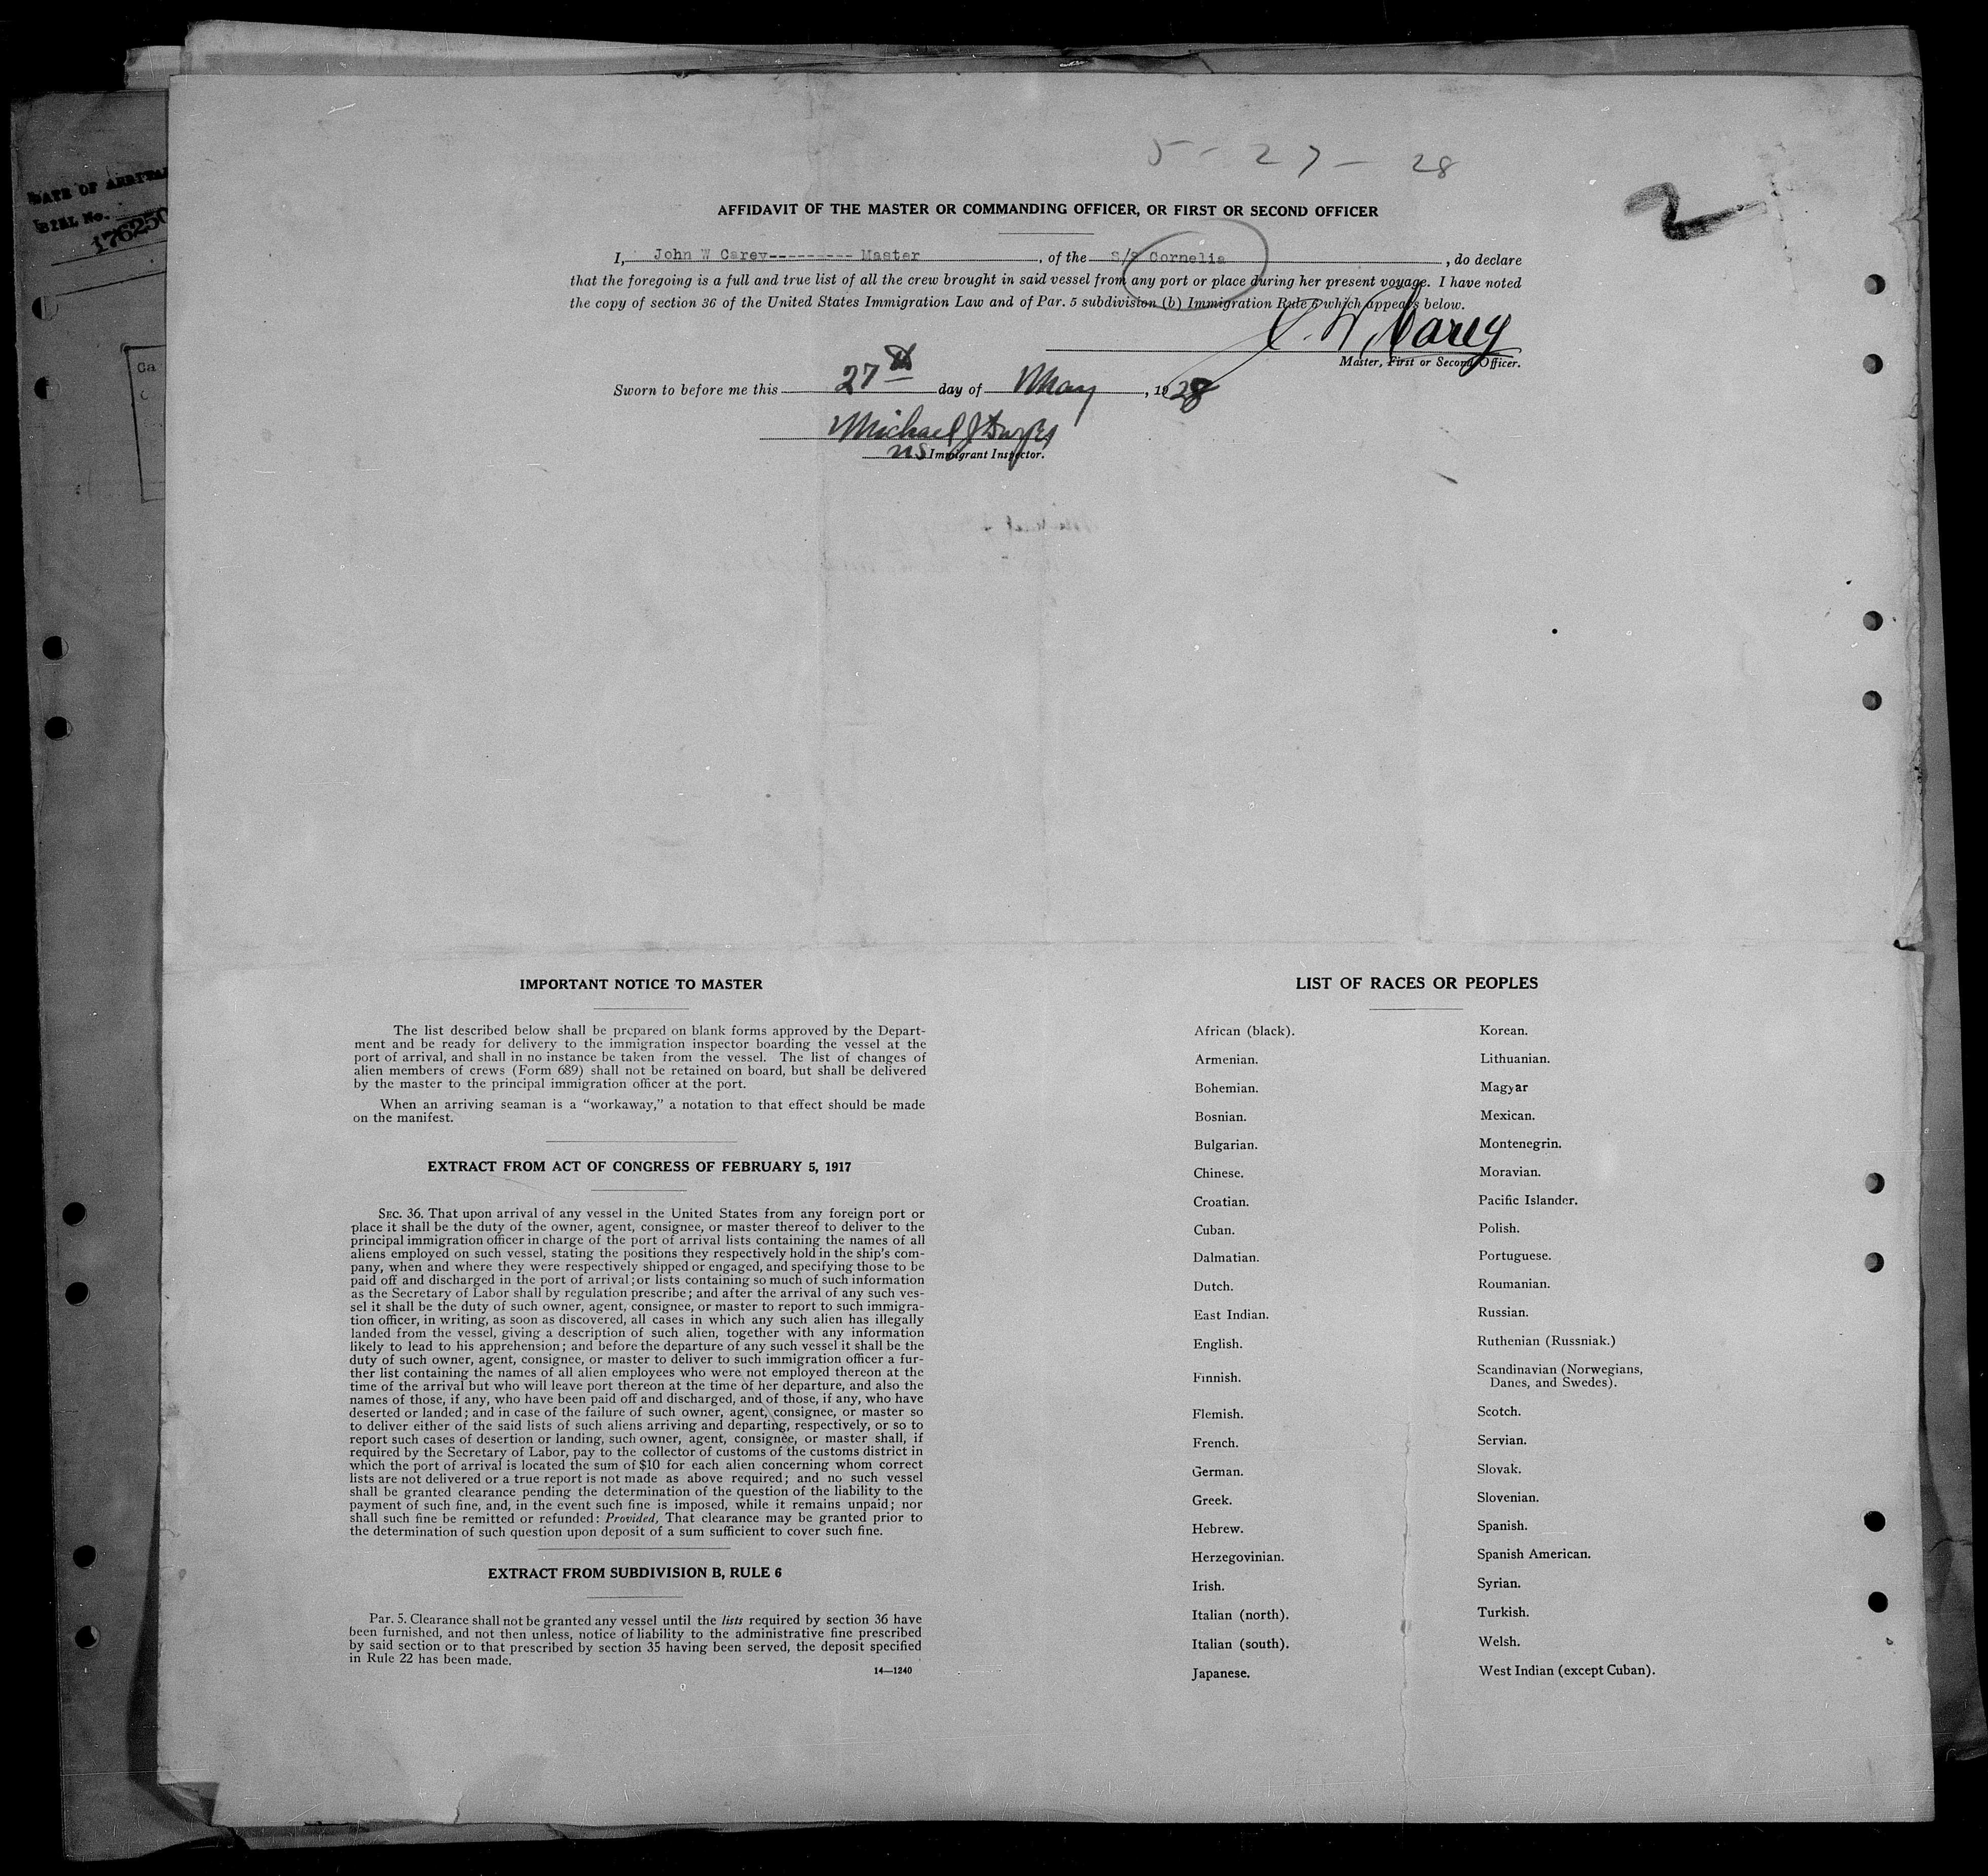 5 - 27 - 28
2
DATE OF ARRIVAL
SERIAL No.
176250
Ca
AFFIDAVIT OF THE MASTER OR COMMANDING OFFICER, OR FIRST OR SECOND OFFICER
I, John W Carey--------- Master , of the S/S Cornelia , do declare
that the foregoing is a full and true list of all the crew brought in said vessel from any port or place during her present voyage. I have noted
the copy of section 36 of the United States Immigration Law and of Par. 5 subdivision (b) Immigration Rule 6 which appears below.
J. W. Carey
Master, First or Second Officer.
Sworn to before me this 27th day of May , 1928
Michael J
US Immigrant Inspector.
IMPORTANT NOTICE TO MASTER
The list described below shall be prepared on blank forms approved by the Depart-
ment and be ready for delivery to the immigration inspector boarding the vessel at the
port of arrival, and shall in no instance be taken from the vessel. The list of changes of
alien members of crews (Form 689) shall not be retained on board, but shall be delivered
by the master to the principal immigration officer at the port.
When an arriving seaman is a “workaway,” a notation to that effect should be made
on the manifest.
EXTRACT FROM ACT OF CONGRESS OF FEBRUARY 5, 1917
SEC. 36. That upon arrival of any vessel in the United States from any foreign port or
place it shall be the duty of the owner, agent, consignee, or master thereof to deliver to the
principal immigration officer in charge of the port of arrival lists containing the names of all
aliens employed on such vessel, stating the positions they respectively hold in the ship's com-
pany, when and where they were respectively shipped or engaged, and specifying those to be
paid off and discharged in the port of arrival; or lists containing so much of such information
as the Secretary of Labor shall by regulation prescribe; and after the arrival of any such ves-
sel it shall be the duty of such owner, agent, consignee, or master to report to such immigra-
tion officer, in writing, as soon as discovered, all cases in which any such alien has illegally
landed from the vessel, giving a description of such alien, together with any information
likely to lead to his apprehension; and before the departure of any such vessel it shall be the
duty of such owner, agent, consignee, or master to deliver to such immigration officer a fur-
ther list containing the names of all alien employees who were not employed thereon at the
time of the arrival but who will leave port thereon at the time of her departure, and also the
names of those, if any, who have been paid off and discharged, and of those, if any, who have
deserted or landed; and in case of the failure of such owner, agent, consignee, or master so
to deliver either of the said lists of such aliens arriving and departing, respectively, or so to
report such cases of desertion or landing, such owner, agent, consignee, or master shall, if
required by the Secretary of Labor, pay to the collector of customs of the customs district in
which the port of arrival is located the sum of $10 for each alien concerning whom correct
lists are not delivered or a true report is not made as above required; and no such vessel
shall be granted clearance pending the determination of the question of the liability to the
payment of such fine, and, in the event such fine is imposed, while it remains unpaid; nor
shall such fine be remitted or refunded: Provided, That clearance may be granted prior to
the determination of such question upon deposit of a sum sufficient to cover such fine.
EXTRACT FROM SUBDIVISION B, RULE 6
Par. 5. Clearance shall not be granted any vessel until the lists required by section 36 have
been furnished, and not then unless, notice of liability to the administrative fine prescribed
by said section or to that prescribed by section 35 having been served, the deposit specified
in Rule 22 has been made.
14—1240
LIST OF RACES OR PEOPLES
African (black).
Armenian.
Bohemian.
Bosnian.
Bulgarian.
Chinese.
Croatian.
Cuban.
Dalmatian.
Dutch.
East Indian.
English.
Finnish.
Flemish.
French.
German.
Greek.
Hebrew.
Herzegovinian.
Irish.
Italian (north).
Italian (south).
Japanese.
Korean.
Lithuanian.
Magyar
Mexican.
Montenegrin.
Moravian.
Pacific Islander.
Polish.
Portuguese.
Roumanian.
Russian.
Ruthenian (Russniak.)
Scandinavian (Norwegians,
Danes, and Swedes).
Scotch.
Servian.
Slovak.
Slovenian.
Spanish.
Spanish American.
Syrian.
Turkish.
Welsh.
West Indian (except Cuban).